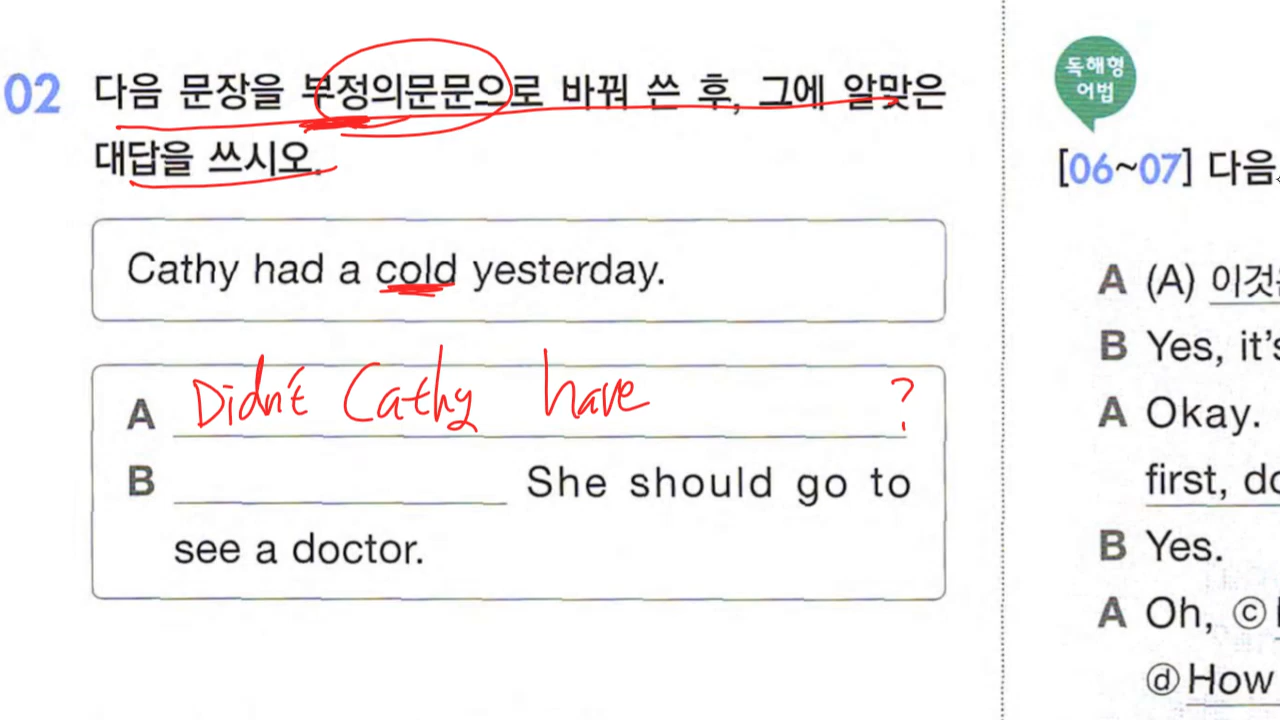 02 다음 문장을 부정의문문으로 바꿔 쓴 후, 그에 알맞은
대답을 쓰시오.
Cathy had a cold yesterday.
A Didn't Cathy have ?
B She should go to
see a doctor.
독해형
어법
[06~07] 다음
A (A) 이것은
B Yes, it's
A Okay.
first, do
B Yes.
A Oh, ⓒ
ⓓ How